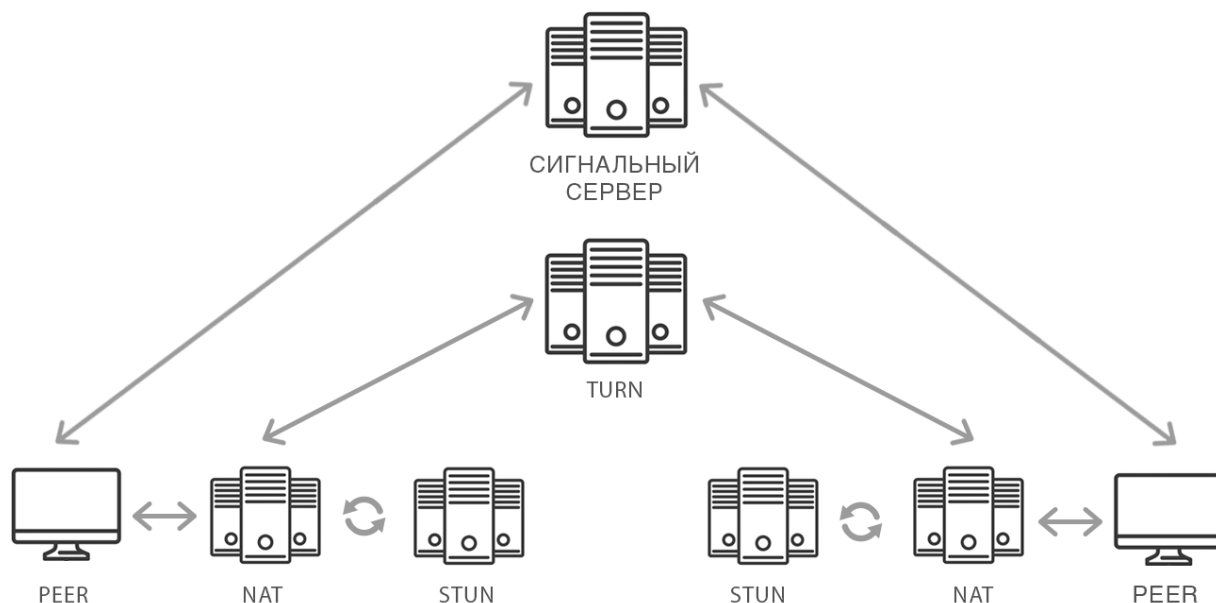 СИГНАЛЬНЫЙ
СЕРВЕР
TURN
PEER
NAT
STUN
STUN
NAT
PEER